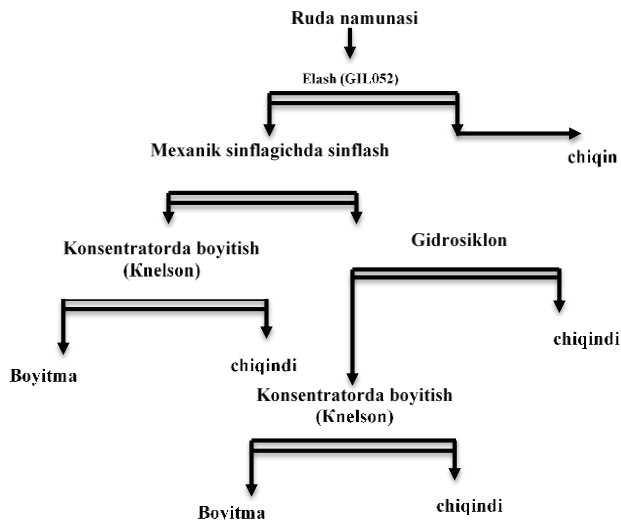 Ruda namunasi
Elash (GIL052)
Mexanik sinflagichda sinflash
chiqin
Konsentratorda boyitish
(Knelson)
Gidrosiklon
Boyitma
chiqindi
chiqindi
Konsentratorda boyitish
(Knelson)
Boyitma
chiqindi